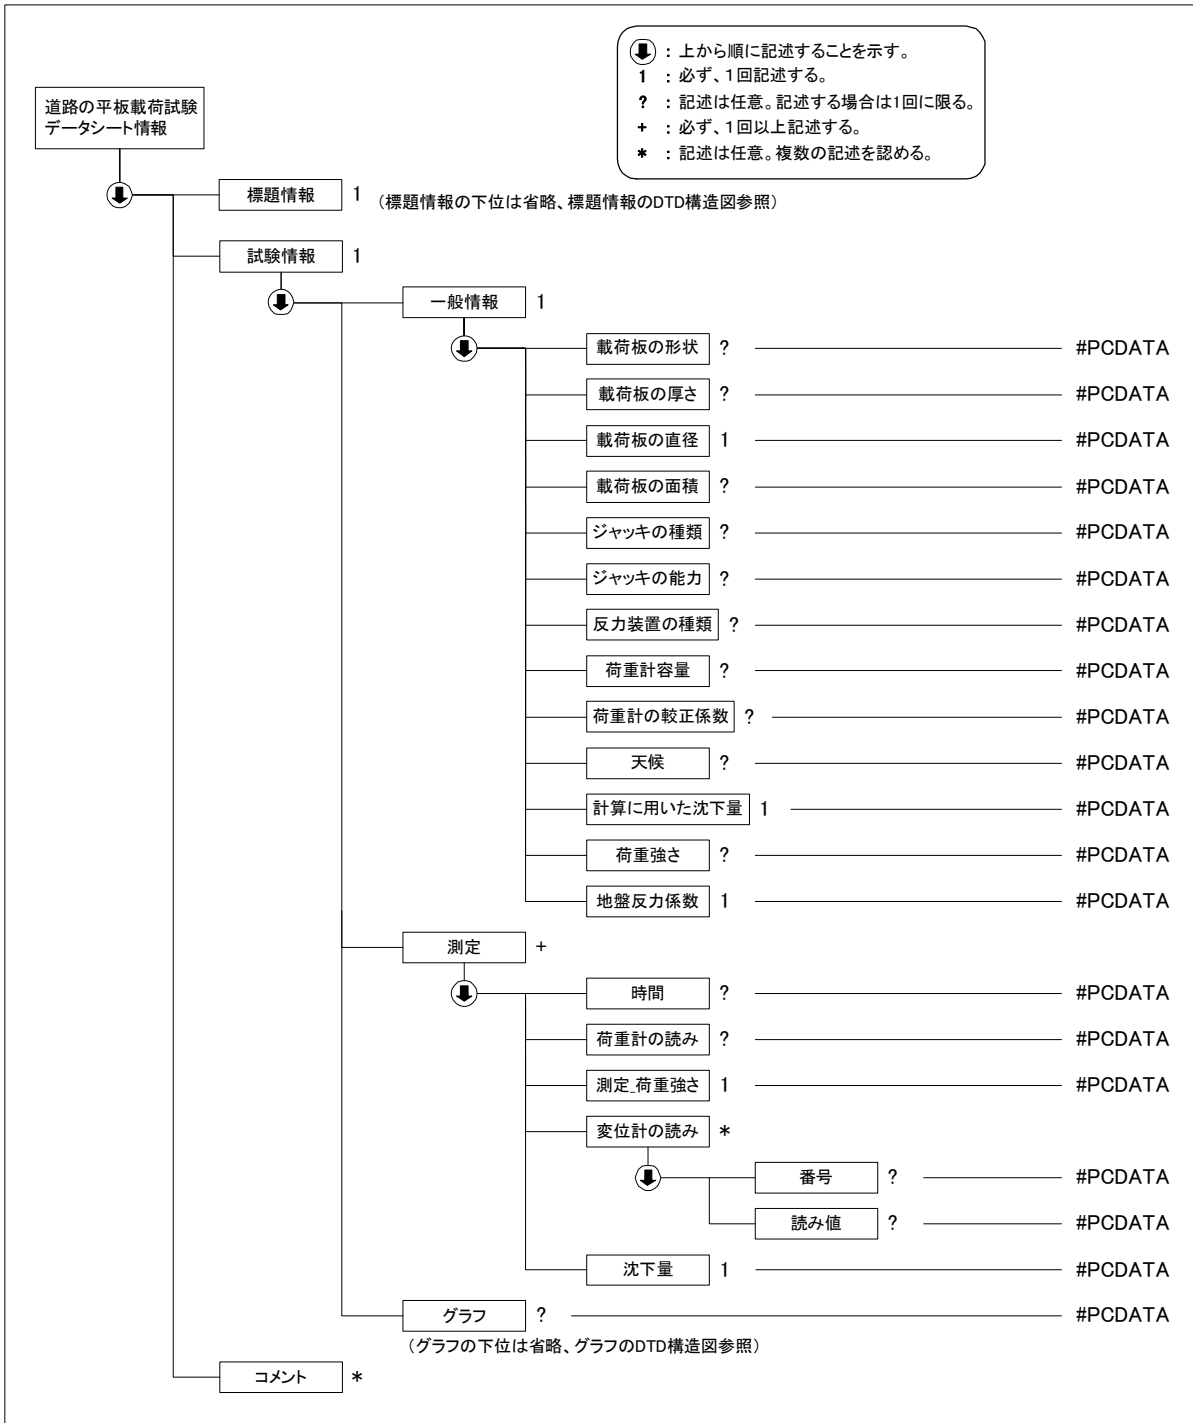 ：上から順に記述することを示す。
1 ：必ず、1回記述する。
? ：記述は任意。記述する場合は1回に限る。
+ ：必ず、1回以上記述する。
* ：記述は任意。複数の記述を認める。
道路の平板載荷試験
データシート情報
標題情報 1 （標題情報の下位は省略、標題情報のDTD構造図参照）
試験情報 1
一般情報 1
載荷板の形状 ? #PCDATA
載荷板の厚さ ? #PCDATA
載荷板の直径 1 #PCDATA
載荷板の面積 ? #PCDATA
ジャッキの種類 ? #PCDATA
ジャッキの能力 ? #PCDATA
反力装置の種類 ? #PCDATA
荷重計容量 ? #PCDATA
荷重計の較正係数 ? #PCDATA
天候 ? #PCDATA
計算に用いた沈下量 1 #PCDATA
荷重強さ ? #PCDATA
地盤反力係数 1 #PCDATA
測定 +
時間 ? #PCDATA
荷重計の読み ? #PCDATA
測定_荷重強さ 1 #PCDATA
変位計の読み *
番号 ? #PCDATA
読み値 ? #PCDATA
沈下量 1 #PCDATA
グラフ ? #PCDATA
（グラフの下位は省略、グラフのDTD構造図参照）
コメント *